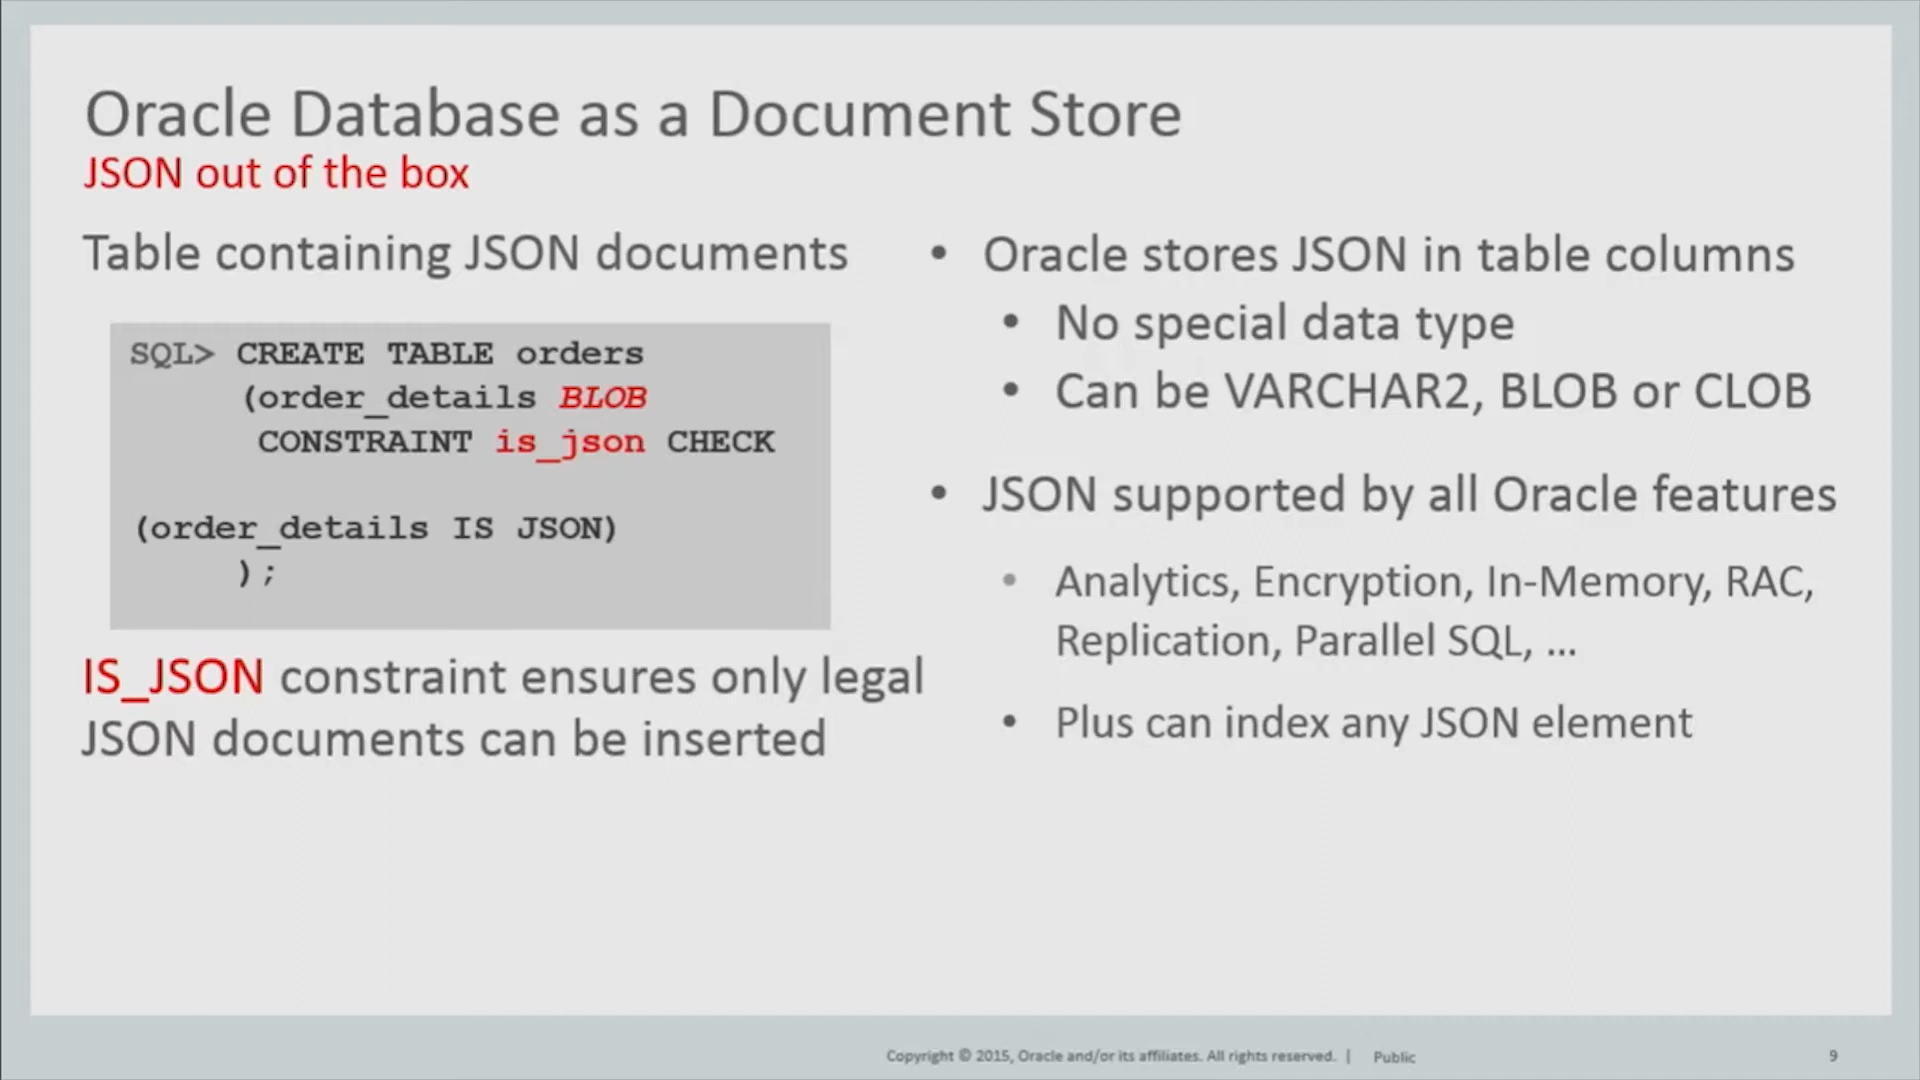 Oracle Database as a Document Store
JSON out of the box
Table containing JSON documents
SQL> CREATE TABLE orders
(order_details BLOB
CONSTRAINT is_json CHECK
(order_details IS JSON)
);
IS_JSON constraint ensures only legal
JSON documents can be inserted
• Oracle stores JSON in table columns
• No special data type
• Can be VARCHAR2, BLOB or CLOB
• JSON supported by all Oracle features
• Analytics, Encryption, In-Memory, RAC,
Replication, Parallel SQL, ...
• Plus can index any JSON element
Copyright © 2015, Oracle and/or its affiliates. All rights reserved. | Public 9